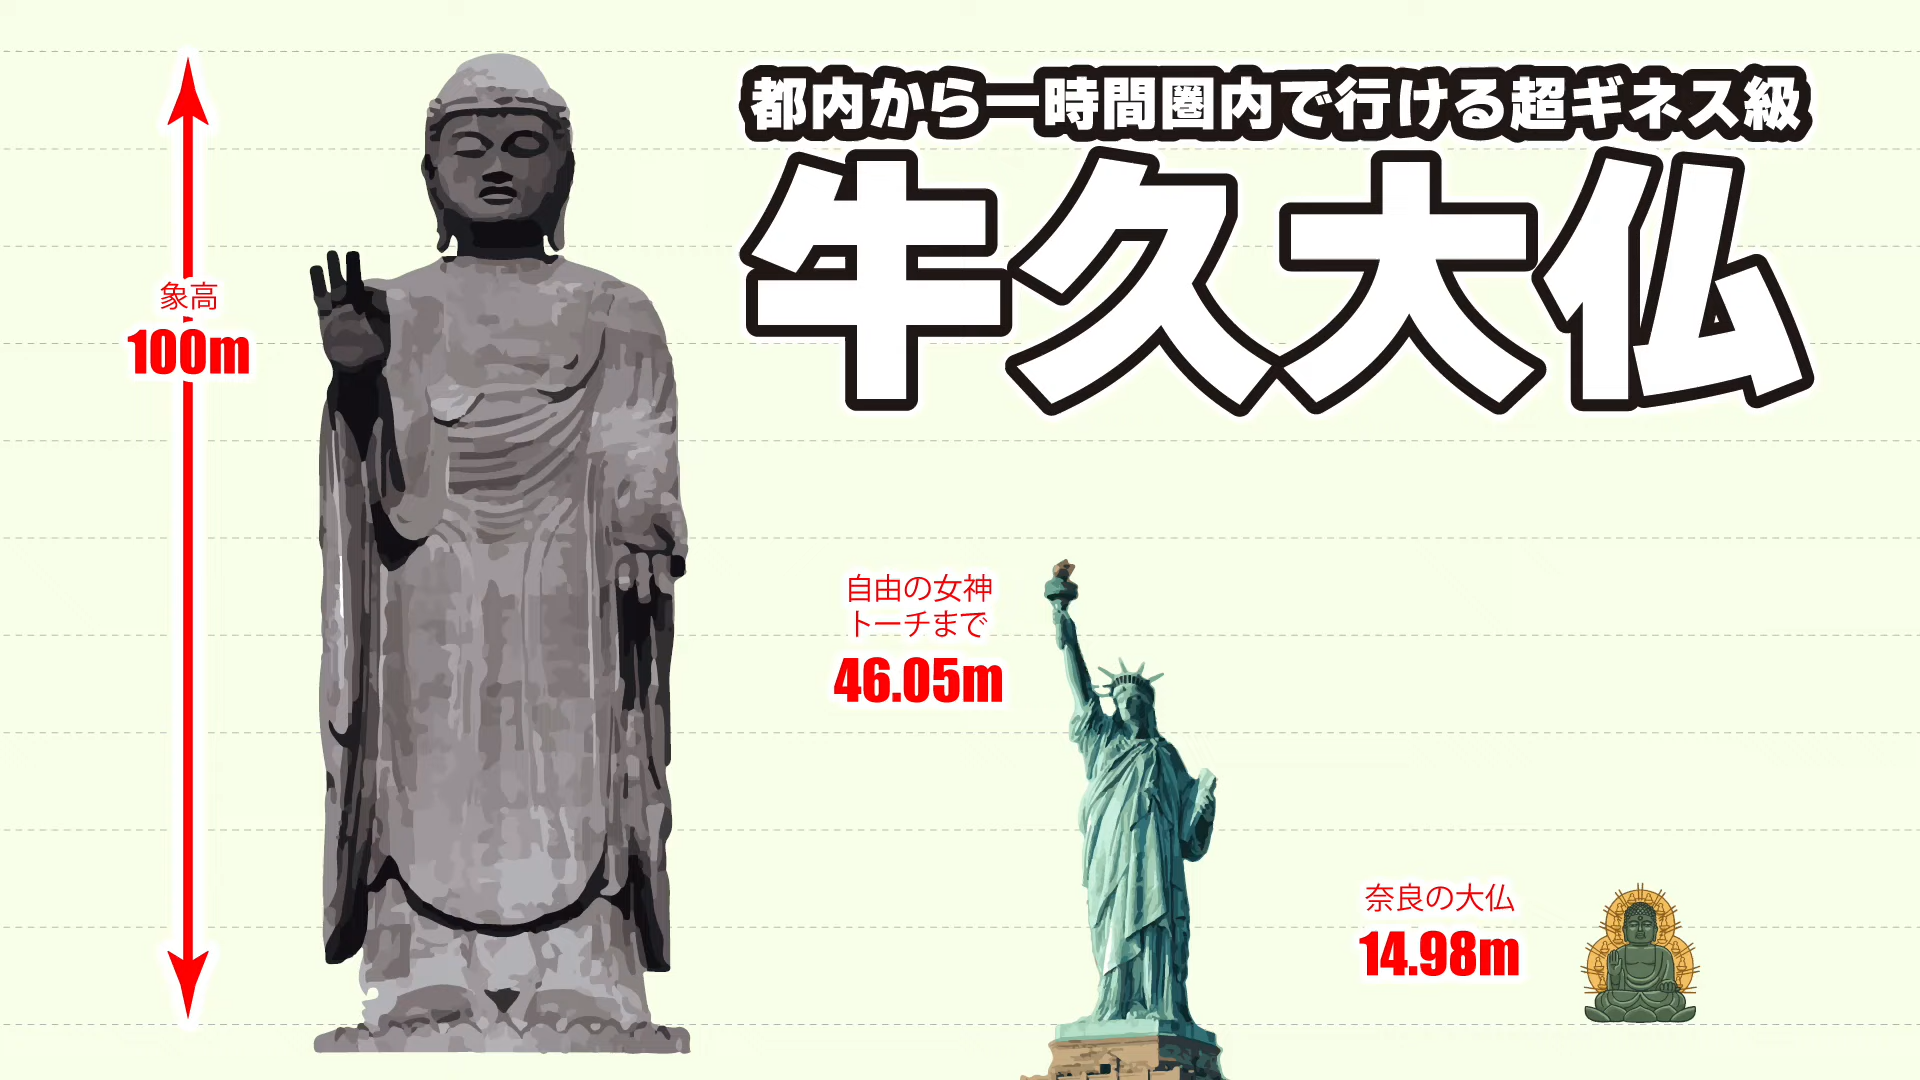 都内から一時間圏内で行ける超ギネス級
牛久大仏
象高
100m
自由の女神
トーチまで
46.05m
奈良の大仏
14.98m